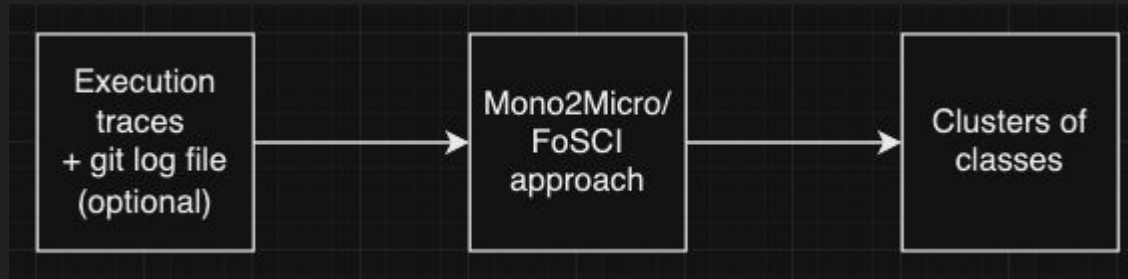 Execution
traces
+ git log file
(optional)
Mono2Micro/
FoSCI
approach
Clusters of
classes